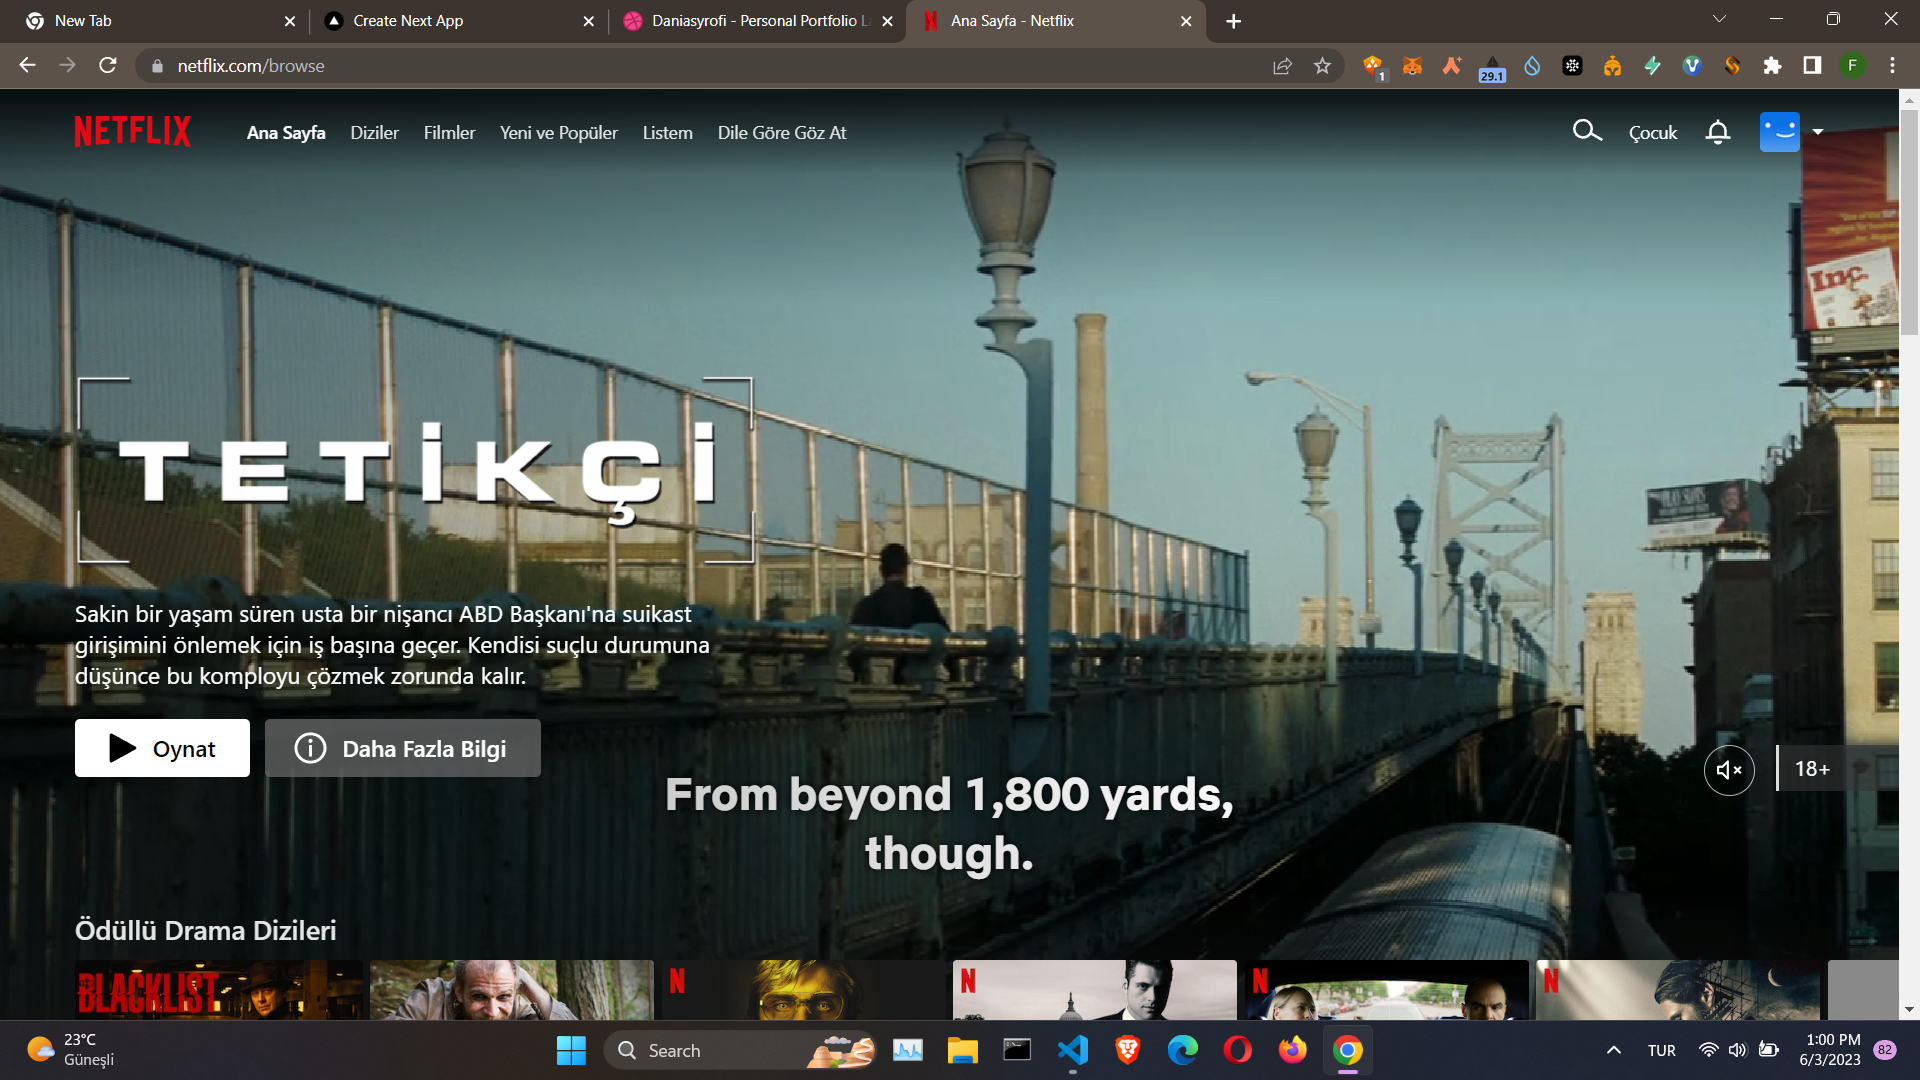 New Tab
Create Next App
Daniasyrofi - Personal Portfolio L
Ana Sayfa - Netflix
netflix.com/browse
1
29.1
F
NETFLIX
Ana Sayfa
Diziler
Filmler
Yeni ve Popüler
Listem
Dile Göre Göz At
Çocuk
Inc.
TETİKÇİ
Sakin bir yaşam süren usta bir nişancı ABD Başkanı'na suikast
girişimini önlemek için iş başına geçer. Kendisi suçlu durumuna
düşünce bu komployu çözmek zorunda kalır.
Oynat
Daha Fazla Bilgi
18+
From beyond 1,800 yards,
though.
Ödüllü Drama Dizileri
BLACKLIST
N
N
N
N
23°C
Güneşli
Search
TUR
1:00 PM
6/3/2023
82